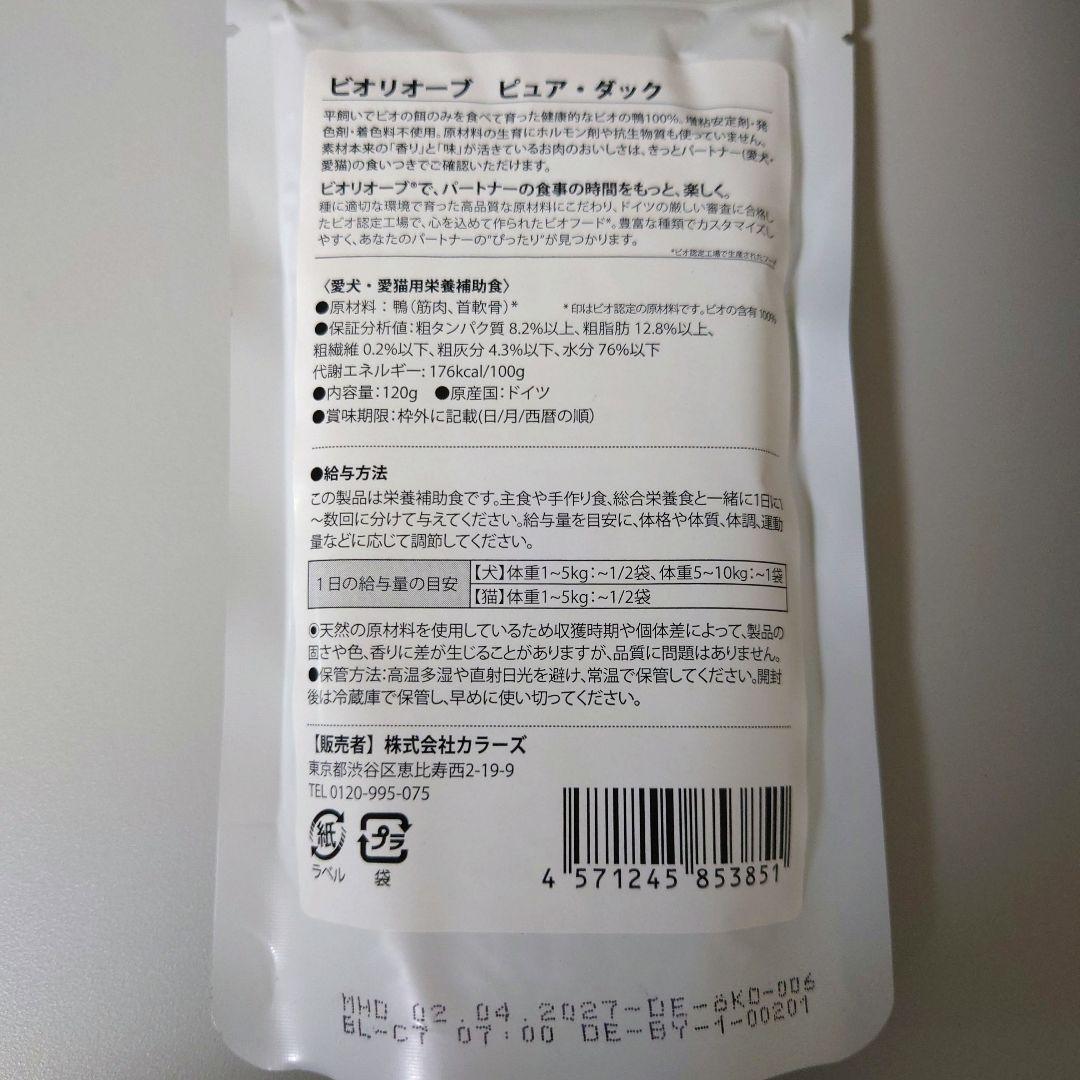 ビオリオーブ ピュア・ダック
平飼いでビオの餌のみを食べて育った健康的なビオの鴨100%。増粘安定剤・発
色剤・着色料不使用。原材料の生育にホルモン剤や抗生物質も使っていません。
素材本来の「香り」と「味」が活きているお肉のおいしさは、きっとパートナー(愛犬・
愛猫)の食いつきでご確認いただけます。
ビオリオーブ®で、パートナーの食事の時間をもっと、楽しく。
種に適切な環境で育った高品質な原材料にこだわり、ドイツの厳しい審査に合格し
たビオ認定工場で、心を込めて作られたビオフード*。豊富な種類でカスタマイズし
やすく、あなたのパートナーの"ぴったり"が見つかります。
*ビオ認定工場で生産されたフード
〈愛犬・愛猫用栄養補助食〉
●原材料：鴨(筋肉、首軟骨)* *印はビオ認定の原材料です。ビオの含有100%
●保証分析値：粗タンパク質 8.2%以上、粗脂肪 12.8%以上、
粗繊維 0.2%以下、粗灰分 4.3%以下、水分 76%以下
代謝エネルギー：176kcal/100g
●内容量：120g ●原産国：ドイツ
●賞味期限：枠外に記載(日/月/西暦の順)
●給与方法
この製品は栄養補助食です。主食や手作り食、総合栄養食と一緒に1日に1
～数回に分けて与えてください。給与量を目安に、体格や体質、体調、運動
量などに応じて調節してください。
1日の給与量の目安
【犬】体重1~5kg：~1/2袋、体重5~10kg：~1袋
【猫】体重1~5kg：~1/2袋
◉天然の原材料を使用しているため収獲時期や個体差によって、製品の
固さや色、香りに差が生じることがありますが、品質に問題はありません。
●保管方法：高温多湿や直射日光を避け、常温で保管してください。開封
後は冷蔵庫で保管し、早めに使い切ってください。
【販売者】株式会社カラーズ
東京都渋谷区恵比寿西2-19-9
TEL 0120-995-075
紙 プラ
ラベル 袋
4 571245 853851
MHD 02.04.2027-DE-ÖKO-006
BL-C7 07:00 DE-BY-1-00201